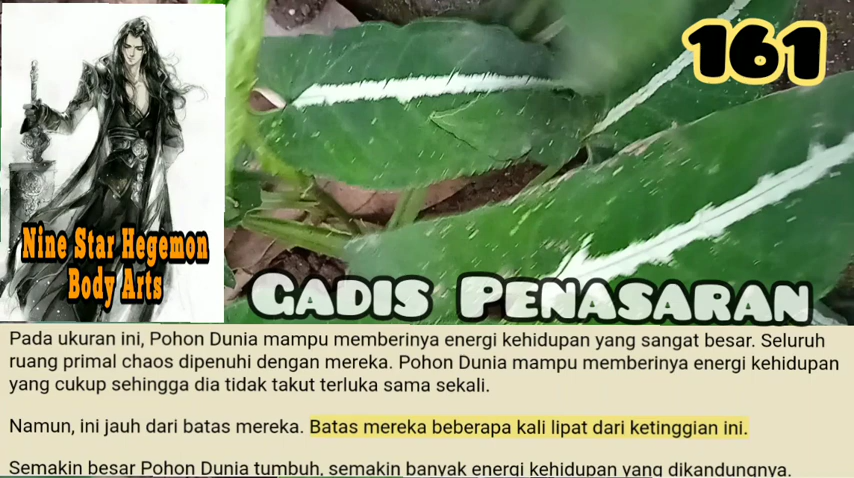 161
Nine Star Hegemon
Body Arts
Gadis Penasaran
Pada ukuran ini, Pohon Dunia mampu memberinya energi kehidupan yang sangat besar. Seluruh
ruang primal chaos dipenuhi dengan mereka. Pohon Dunia mampu memberinya energi kehidupan
yang cukup sehingga dia tidak takut terluka sama sekali.
Namun, ini jauh dari batas mereka. Batas mereka beberapa kali lipat dari ketinggian ini.
Semakin besar Pohon Dunia tumbuh, semakin banyak energi kehidupan yang dikandungnya.